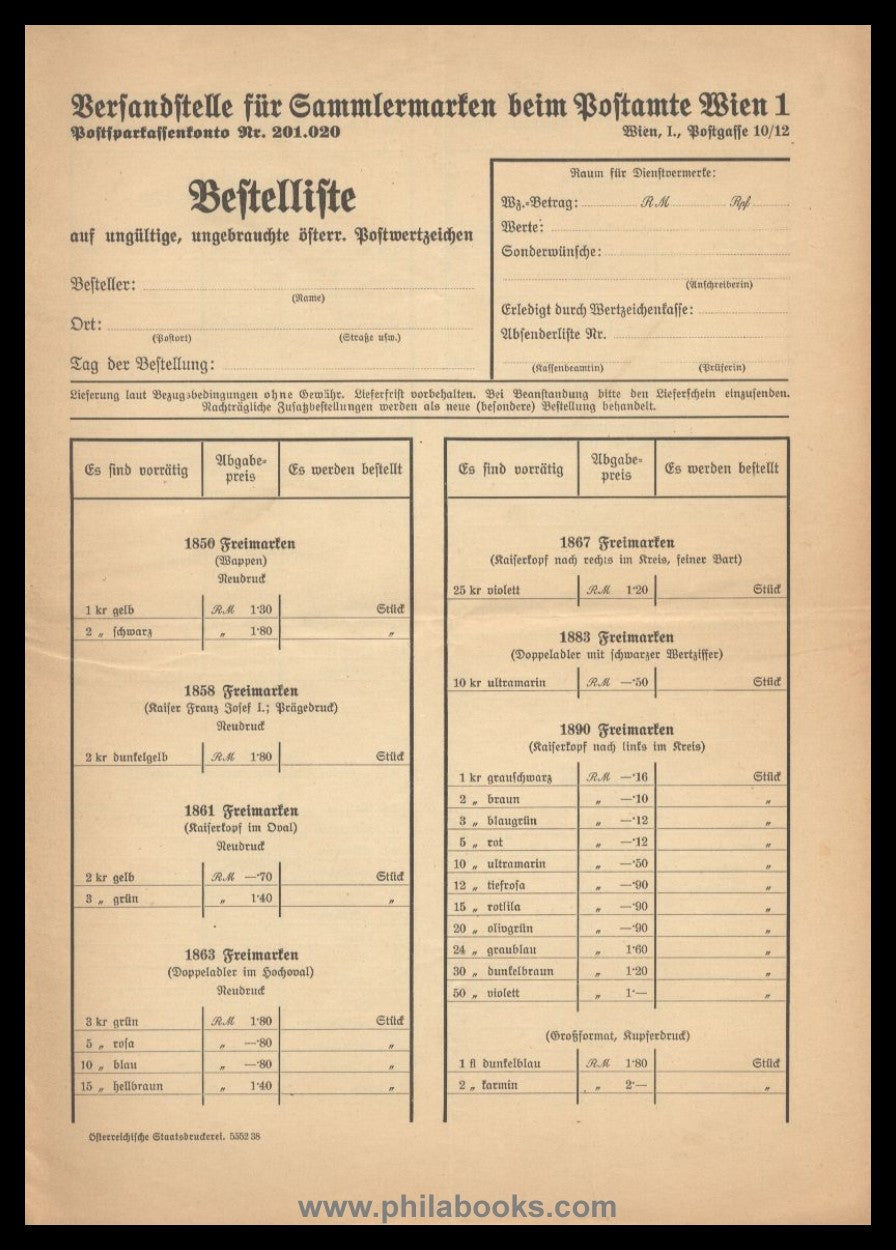 Versandstelle für Sammlermarken beim Postamte Wien 1
Postsparkassenkonto Nr. 201.020
Wien, I., Postgasse 10/12
Bestelliste
auf ungültige, ungebrauchte österr. Postwertzeichen
Besteller:
(Name)
Ort:
(Postort) (Straße usw.)
Tag der Bestellung:
Raum für Dienstvermerke:
Wz.-Betrag: RM Rpf
Werte:
Sonderwünsche:
(Anschreiberin)
Erledigt durch Wertzeichenkasse:
Absenderliste Nr.
(Kassenbeamtin) (Prüferin)
Lieferung laut Bezugsbedingungen ohne Gewähr. Lieferfrist vorbehalten. Bei Beanstandung bitte den Lieferschein einzusenden.
Nachträgliche Zusatzbestellungen werden als neue (besondere) Bestellung behandelt.
Es sind vorrätig Abgabe-preis Es werden bestellt
1850 Freimarken
(Wappen)
Neudruck
1 kr gelb RM 1·30 Stück
2 „ schwarz „ 1·80 „
1858 Freimarken
(Kaiser Franz Josef I.; Prägedruck)
Neudruck
2 kr dunkelgelb RM 1·80 Stück
1861 Freimarken
(Kaiserkopf im Oval)
Neudruck
2 kr gelb RM —·70 Stück
3 „ grün „ 1·40 „
1863 Freimarken
(Doppeladler im Hochoval)
Neudruck
3 kr grün RM 1·80 Stück
5 „ rosa „ —·80 „
10 „ blau „ —·80 „
15 „ hellbraun „ 1·40 „
Es sind vorrätig Abgabe-preis Es werden bestellt
1867 Freimarken
(Kaiserkopf nach rechts im Kreis, feiner Bart)
25 kr violett RM 1·20 Stück
1883 Freimarken
(Doppeladler mit schwarzer Wertziffer)
10 kr ultramarin RM —·50 Stück
1890 Freimarken
(Kaiserkopf nach links im Kreis)
1 kr grauschwarz RM —·16 Stück
2 „ braun „ —·10 „
3 „ blaugrün „ —·12 „
5 „ rot „ —·12 „
10 „ ultramarin „ —·50 „
12 „ tiefrosa „ —·90 „
15 „ rotlila „ —·90 „
20 „ olivgrün „ —·90 „
24 „ graublau „ 1·60 „
30 „ dunkelbraun „ 1·20 „
50 „ violett „ 1·— „
(Großformat, Kupferdruck)
1 fl dunkelblau RM 1·80 Stück
2 „ karmin „ 2·— „
Österreichische Staatsdruckerei. 5552 38
www.philabooks.com